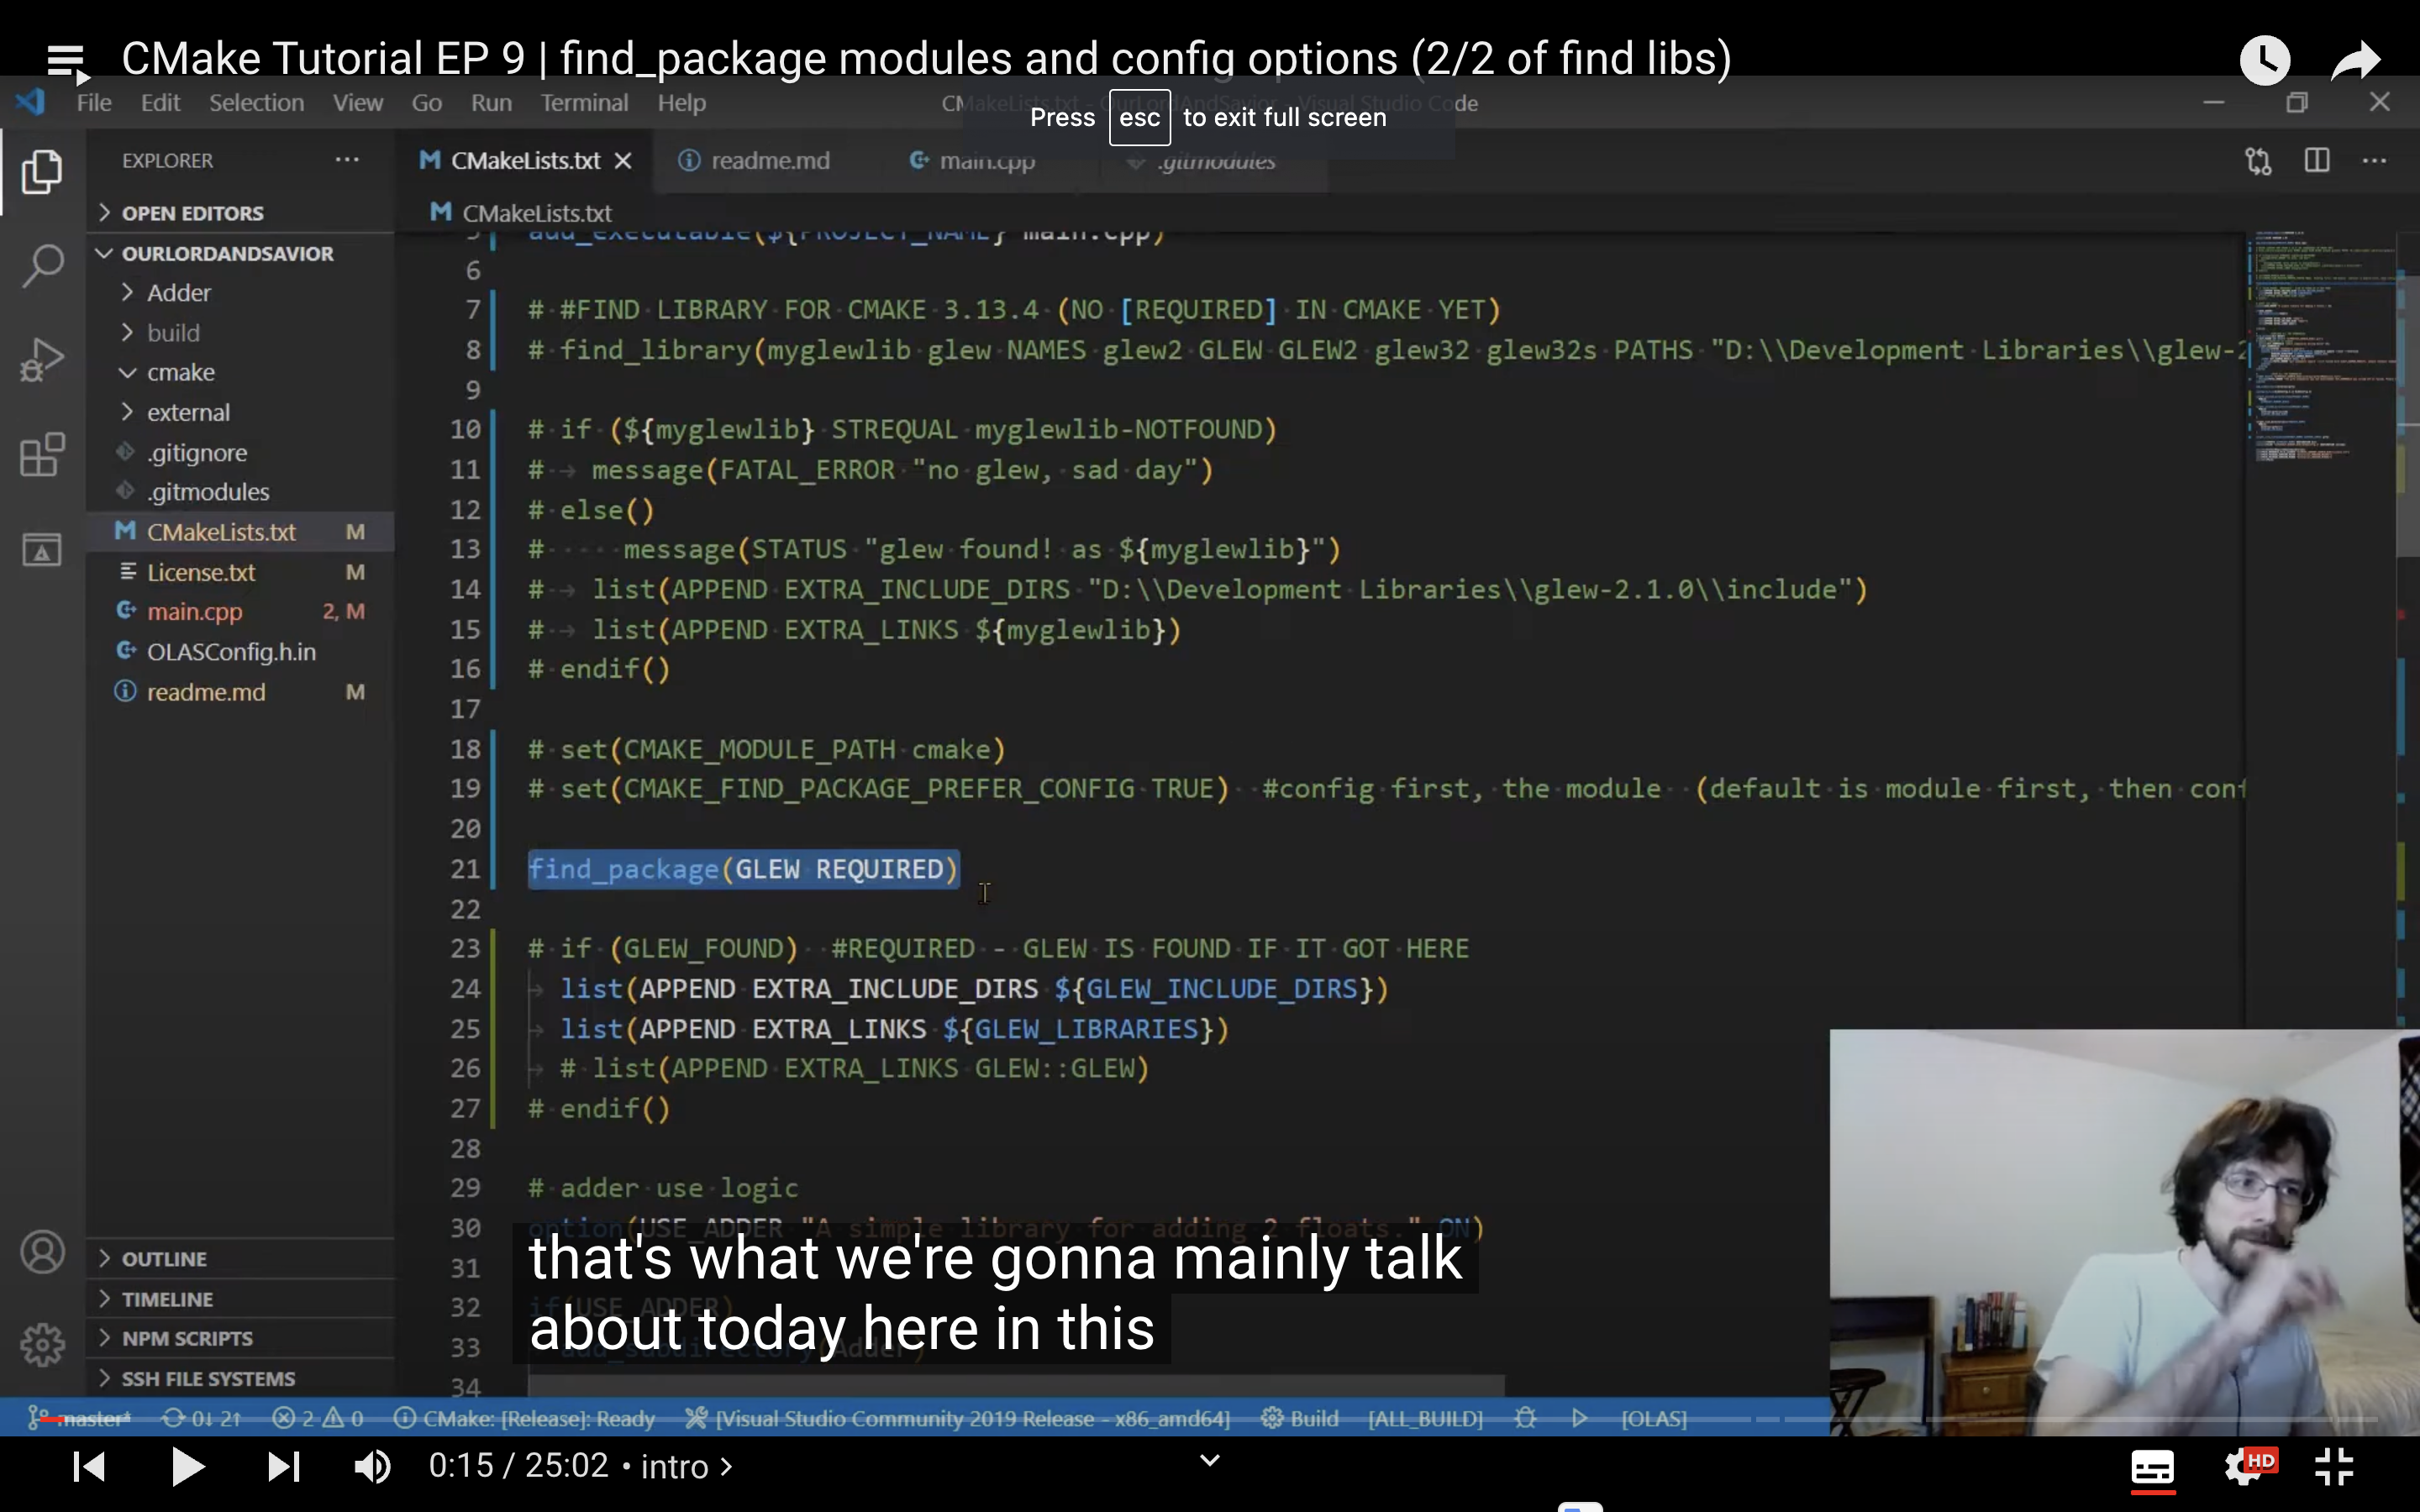 CMake Tutorial EP 9 | find_package modules and config options (2/2 of find libs)
File Edit Selection View Go Run Terminal Help
CMakeLists.txt - OurLordAndSavior - Visual Studio Code
Press esc to exit full screen
EXPLORER
CMakeLists.txt
readme.md
main.cpp
.gitmodules
CMakeLists.txt
OPEN EDITORS
OURLORDANDSAVIOR
Adder
build
cmake
external
.gitignore
.gitmodules
CMakeLists.txt M
License.txt M
main.cpp 2, M
OLASConfig.h.in
readme.md M
OUTLINE
TIMELINE
NPM SCRIPTS
SSH FILE SYSTEMS
5 add_executable(${PROJECT_NAME} main.cpp)
6
7 # #FIND LIBRARY FOR CMAKE 3.13.4 (NO [REQUIRED] IN CMAKE YET)
8 # find_library(myglewlib glew NAMES glew2 GLEW GLEW2 glew32 glew32s PATHS "D:\\Development Libraries\\glew-2
9
10 # if (${myglewlib} STREQUAL myglewlib-NOTFOUND)
11 # message(FATAL_ERROR "no glew, sad day")
12 # else()
13 # message(STATUS "glew found! as ${myglewlib}")
14 # list(APPEND EXTRA_INCLUDE_DIRS "D:\\Development Libraries\\glew-2.1.0\\include")
15 # list(APPEND EXTRA_LINKS ${myglewlib})
16 # endif()
17
18 # set(CMAKE_MODULE_PATH cmake)
19 # set(CMAKE_FIND_PACKAGE_PREFER_CONFIG TRUE) #config first, the module (default is module first, then conf
20
21 find_package(GLEW REQUIRED)
22
23 # if (GLEW_FOUND) #REQUIRED - GLEW IS FOUND IF IT GOT HERE
24 list(APPEND EXTRA_INCLUDE_DIRS ${GLEW_INCLUDE_DIRS})
25 list(APPEND EXTRA_LINKS ${GLEW_LIBRARIES})
26 # list(APPEND EXTRA_LINKS GLEW::GLEW)
27 # endif()
28
29 # adder use logic
30 option(USE_ADDER "A simple library for adding 2 floats." ON)
31
32 if(USE_ADDER)
33 add_subdirectory(Adder)
34
that's what we're gonna mainly talk
about today here in this
master* 0↓ 2↑ 2 0 CMake: [Release]: Ready [Visual Studio Community 2019 Release - x86_amd64] Build [ALL_BUILD] [OLAS]
0:15 / 25:02 • intro
HD